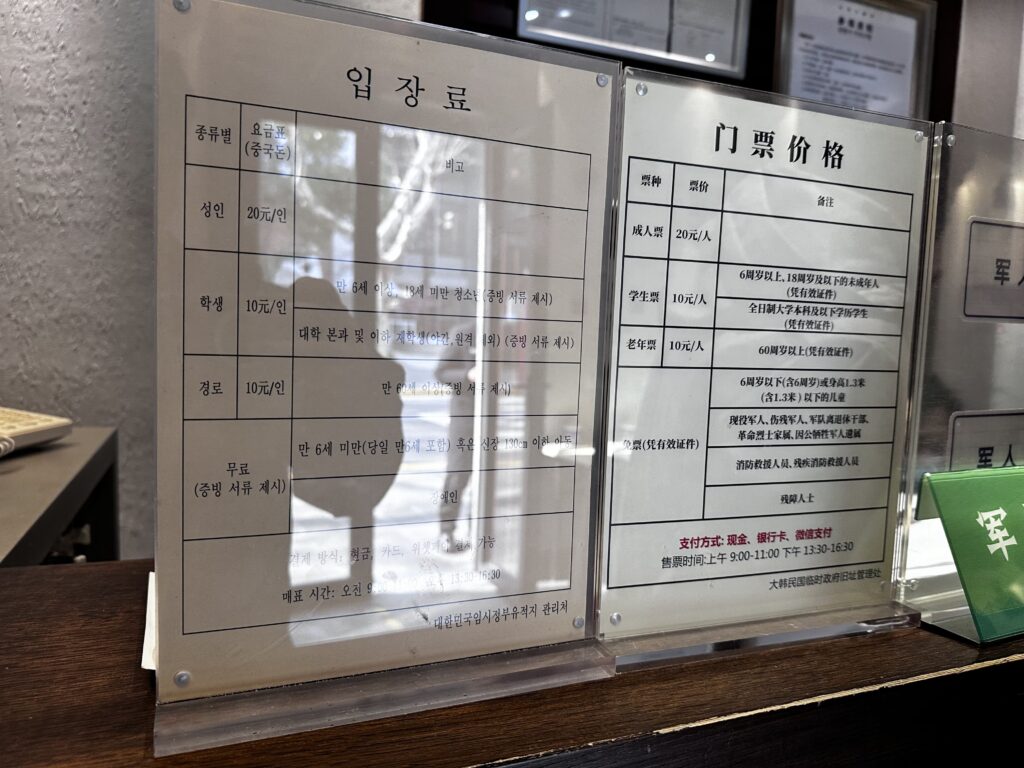 입장료
종류별 요금표 비고
(중국돈)
성인 20元/인
학생 10元/인
만 6세 이상, 18세 미만 청소년(증빙 서류 제시)
대학 본과 및 이하 재학생(야간,원격 제외) (증빙 서류 제시)
경로 10元/인 만 60세 이상(증빙 서류 제시)
무료
(증빙 서류 제시)
만 6세 미만(당일 만6세 포함) 혹은 신장 130cm 이하 아동
장애인
결제 방식: 현금, 카드, 위챗페이 결제 가능
매표 시간: 오전 13:30-16:30
대한민국임시정부유적지 관리처
门票价格
票种 票价 备注
成人票 20元/人
学生票 10元/人
6周岁以上、18周岁及以下的未成年人
(凭有效证件)
全日制大学本科及以下学历学生
(凭有效证件)
老年票 10元/人 60周岁以上(凭有效证件)
免票(凭有效证件)
6周岁以下(含6周岁)或身高1.3米
(含1.3米)以下的儿童
现役军人、伤残军人、军队离退休干部、
革命烈士家属、因公牺牲军人遗属
消防救援人员、残疾消防救援人员
残障人士
支付方式: 现金、银行卡、微信支付
售票时间:上午 9:00-11:00 下午 13:30-16:30
大韩民国临时政府旧址管理处
军人
军人
军